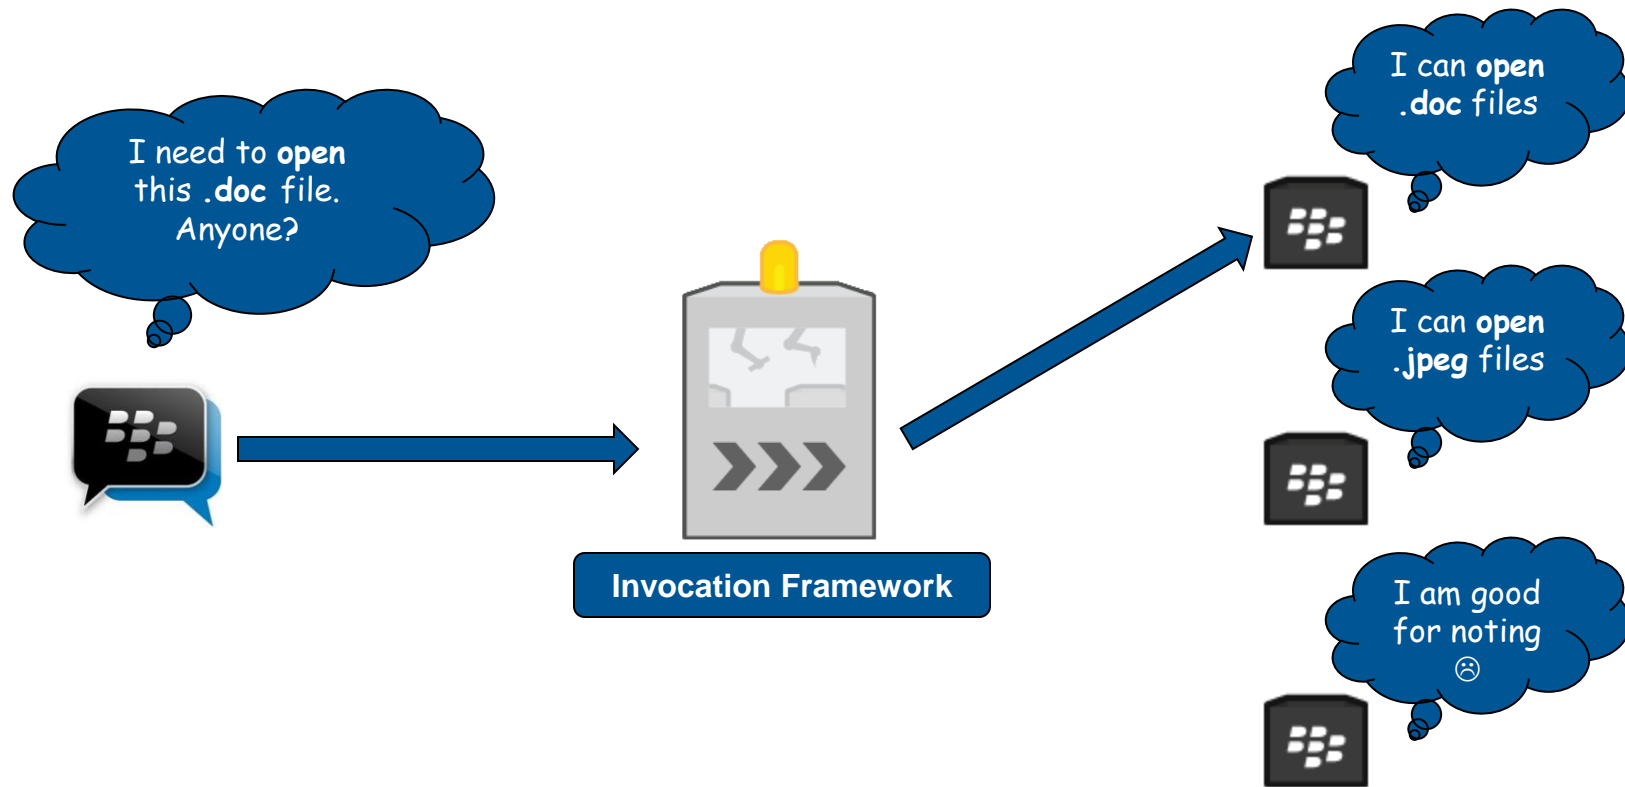 I need to open
this .doc file.
Anyone?
Invocation Framework
I can open
.doc files
I can open
.jpeg files
I am good
for noting
☹